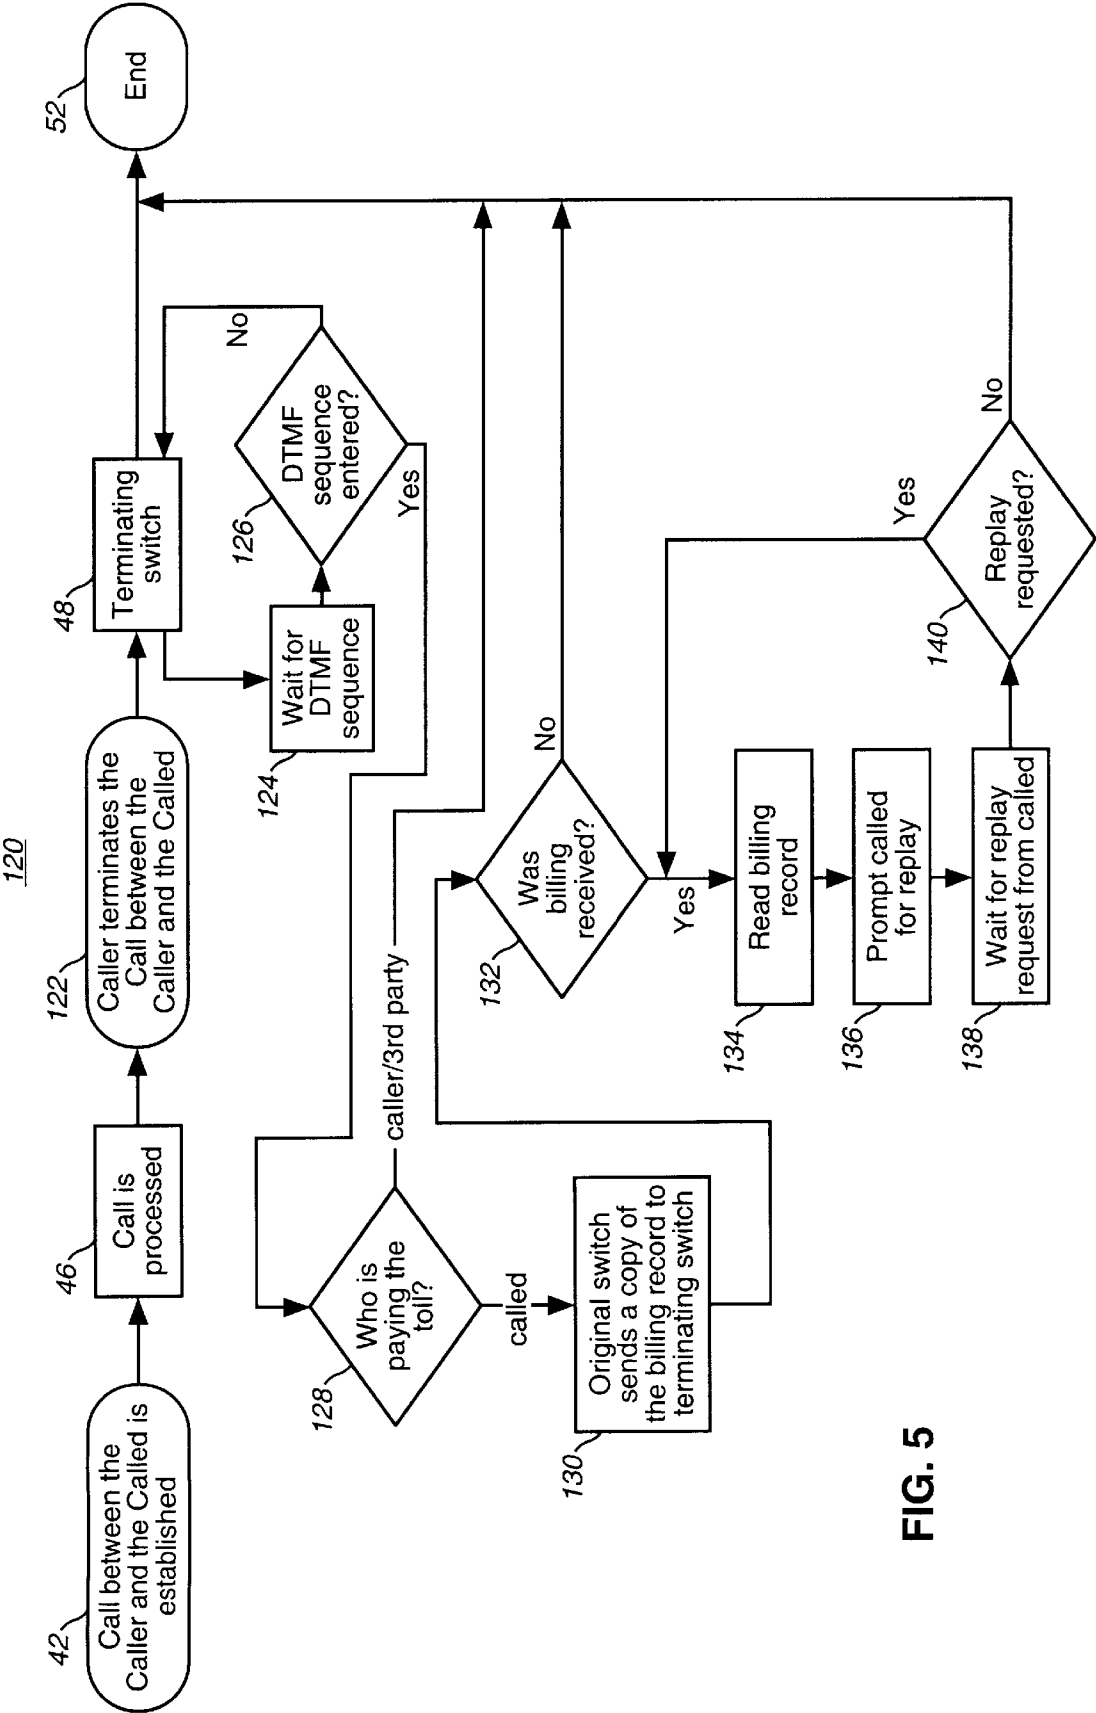 120
42
Call between the
Caller and the Called is
established
46
Call is
processed
122
Caller terminates the
Call between the
Caller and the Called
48
Terminating
switch
52
End
124
Wait for
DTMF
sequence
126
DTMF
sequence
entered?
No
Yes
128
Who is
paying the
toll?
caller/3rd party
called
130
Original switch
sends a copy of
the billing record to
terminating switch
132
Was
billing
received?
No
Yes
134
Read billing
record
136
Prompt called
for replay
138
Wait for replay
request from called
140
Replay
requested?
Yes
No
FIG. 5